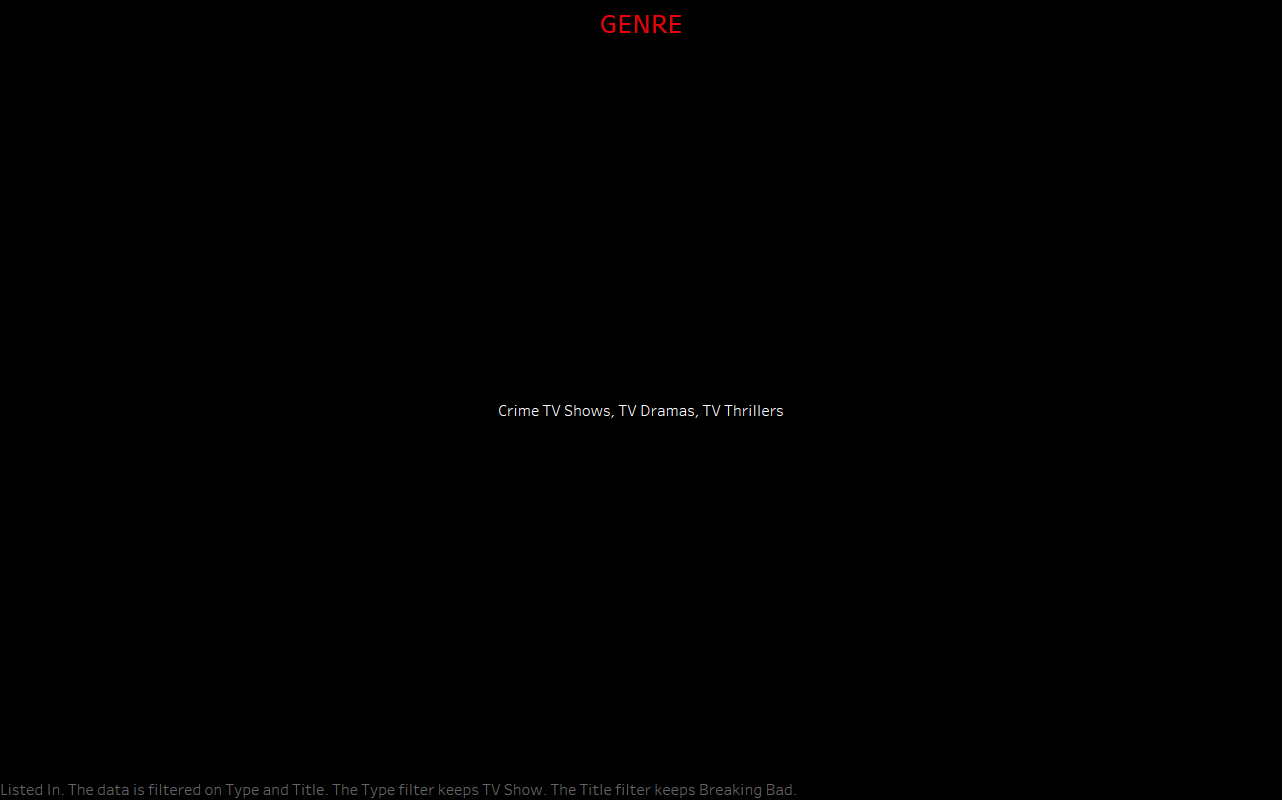 GENRE
Crime TV Shows, TV Dramas, TV Thrillers
Listed In. The data is filtered on Type and Title. The Type filter keeps TV Show. The Title filter keeps Breaking Bad.